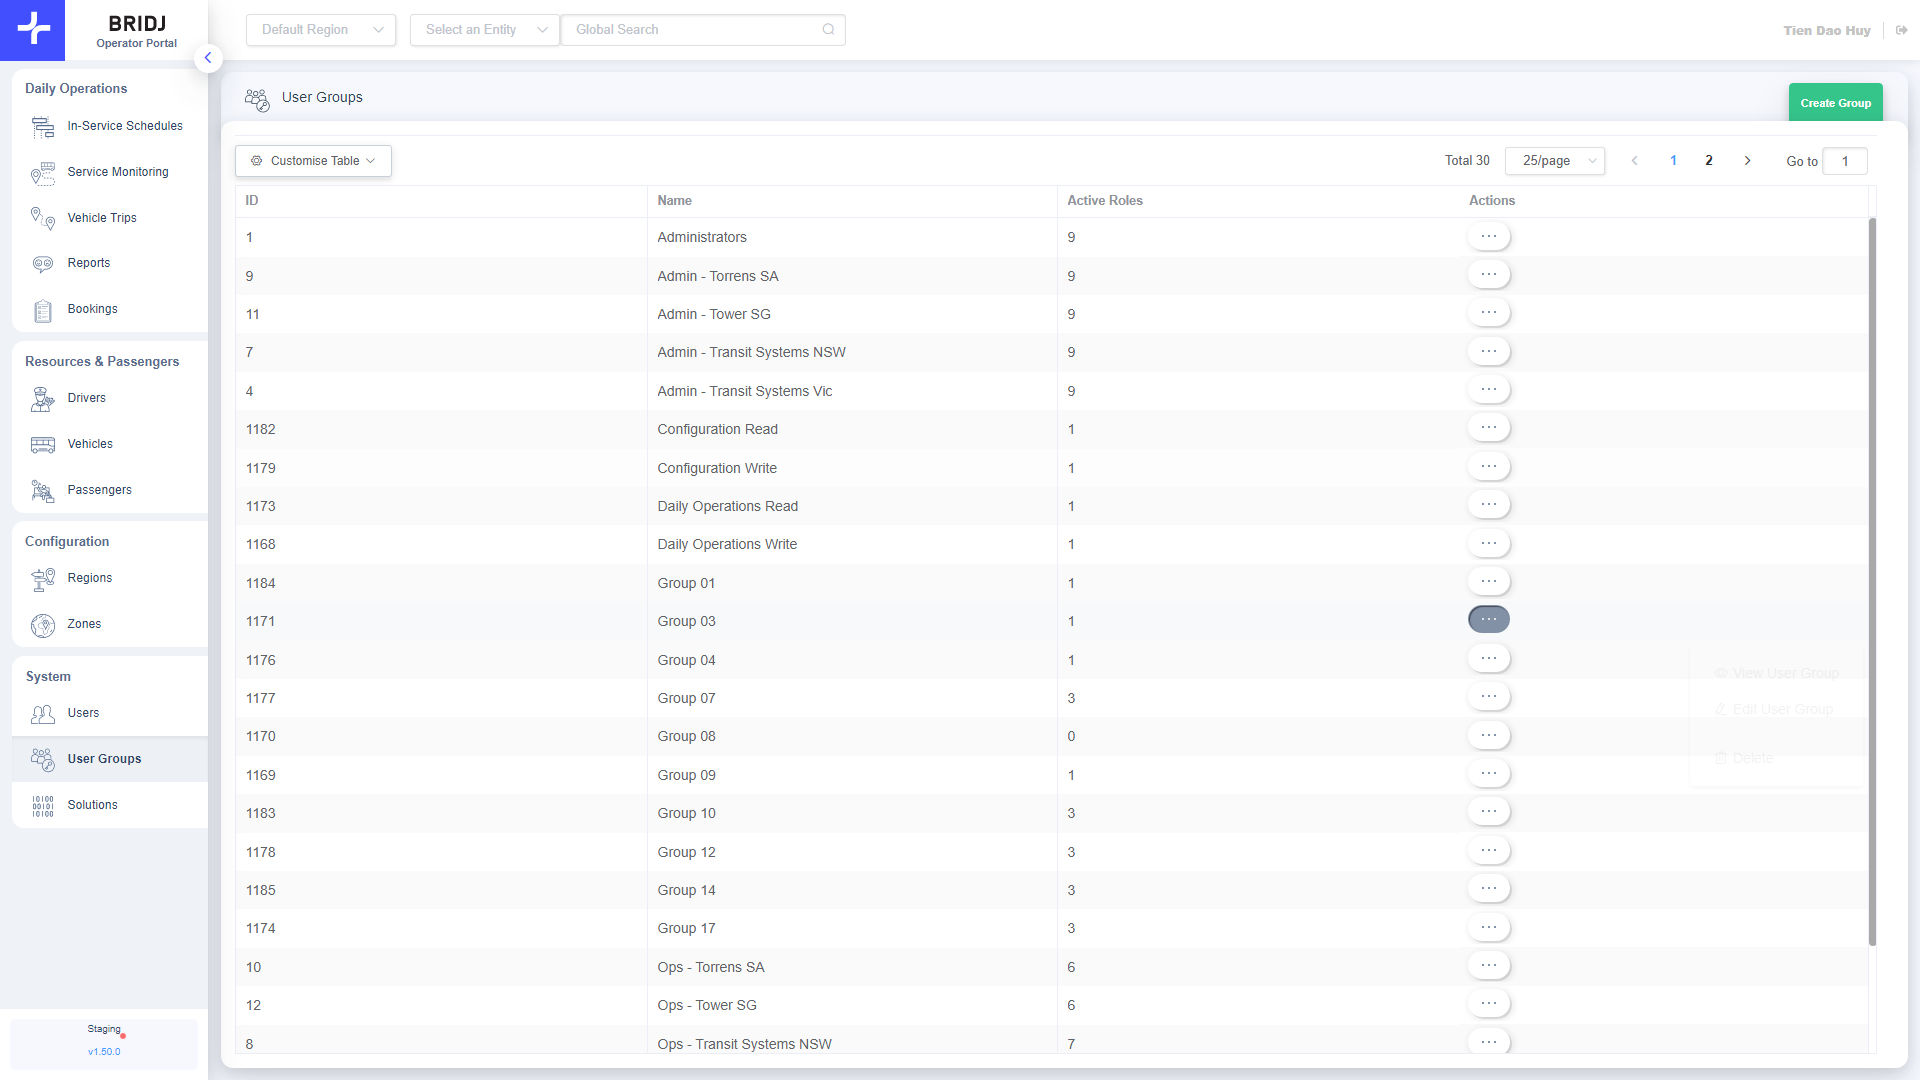 BRIDJ
Operator Portal
Default Region
Select an Entity
Global Search
Tien Dao Huy
Daily Operations
In-Service Schedules
Service Monitoring
Vehicle Trips
Reports
Bookings
Resources & Passengers
Drivers
Vehicles
Passengers
Configuration
Regions
Zones
System
Users
User Groups
10100
00101
10100
Solutions
Staging
v1.50.0
User Groups
Create Group
Customise Table
Total 30 25/page 1 2 Go to 1
ID Name Active Roles Actions
1 Administrators 9 ...
9 Admin - Torrens SA 9 ...
11 Admin - Tower SG 9 ...
7 Admin - Transit Systems NSW 9 ...
4 Admin - Transit Systems Vic 9 ...
1182 Configuration Read 1 ...
1179 Configuration Write 1 ...
1173 Daily Operations Read 1 ...
1168 Daily Operations Write 1 ...
1184 Group 01 1 ...
1171 Group 03 1 ...
1176 Group 04 1 ...
1177 Group 07 3 ...
1170 Group 08 0 ...
1169 Group 09 1 ...
1183 Group 10 3 ...
1178 Group 12 3 ...
1185 Group 14 3 ...
1174 Group 17 3 ...
10 Ops - Torrens SA 6 ...
12 Ops - Tower SG 6 ...
8 Ops - Transit Systems NSW 7 ...
View User Group
Edit User Group
Delete